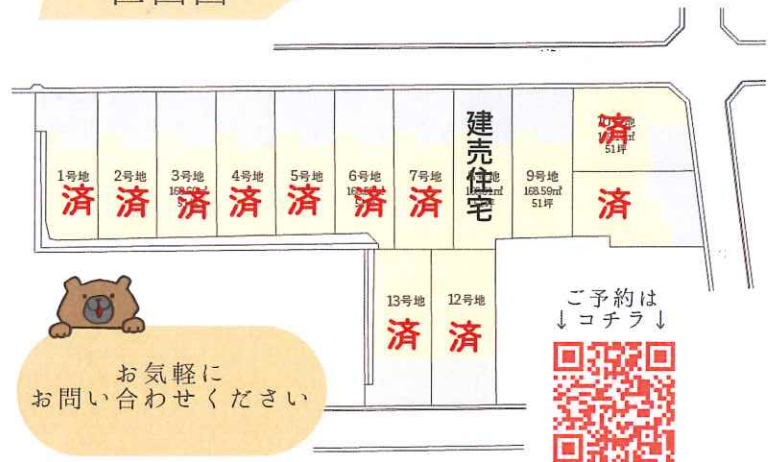 1号地
済
2号地
済
3号地
済
4号地
済
5号地
済
6号地
済
7号地
済
建売住宅
9号地
168.59㎡
51坪
済
51坪
済
13号地
済
12号地
済
ご予約は
↓コチラ↓
お気軽に
お問い合わせください